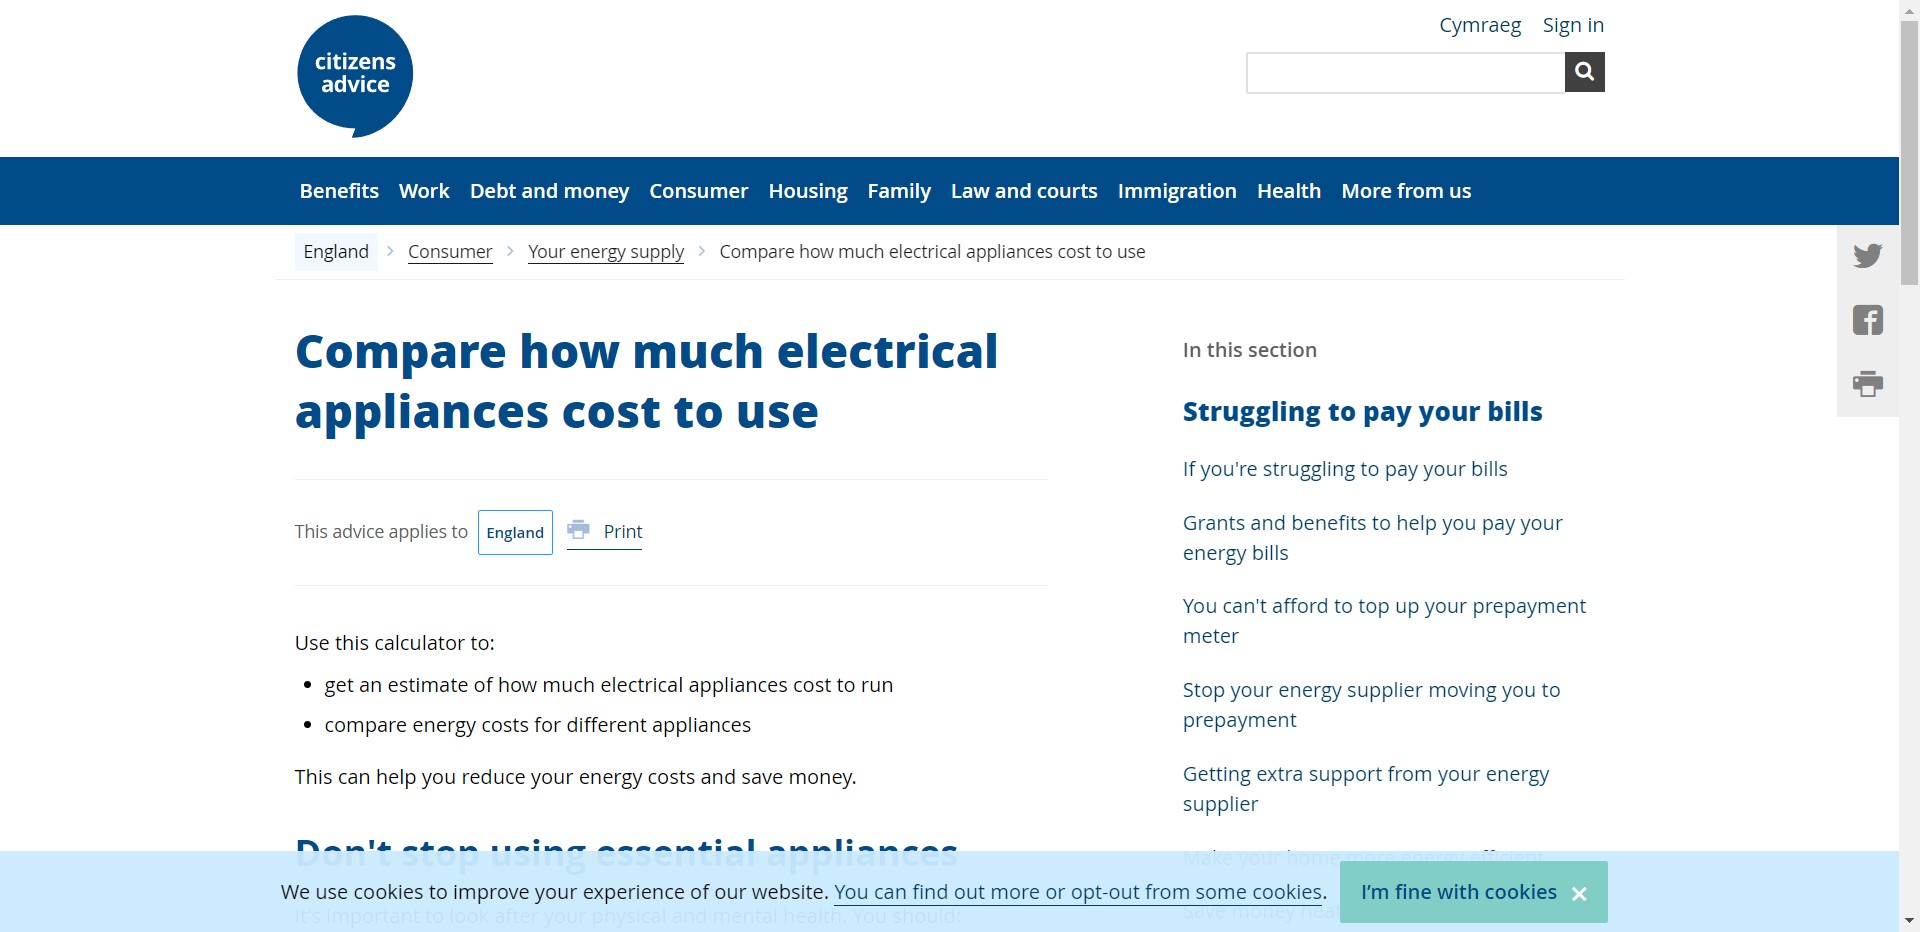 citizens
advice
Cymraeg Sign in
Benefits Work Debt and money Consumer Housing Family Law and courts Immigration Health More from us
England Consumer Your energy supply Compare how much electrical appliances cost to use
Compare how much electrical
appliances cost to use
This advice applies to England Print
Use this calculator to:
• get an estimate of how much electrical appliances cost to run
• compare energy costs for different appliances
This can help you reduce your energy costs and save money.
Don't stop using essential appliances
It's important to look after your physical and mental health. You should:
In this section
Struggling to pay your bills
If you're struggling to pay your bills
Grants and benefits to help you pay your
energy bills
You can't afford to top up your prepayment
meter
Stop your energy supplier moving you to
prepayment
Getting extra support from your energy
supplier
Make your home more energy efficient
Save money
We use cookies to improve your experience of our website. You can find out more or opt-out from some cookies.
I’m fine with cookies ×